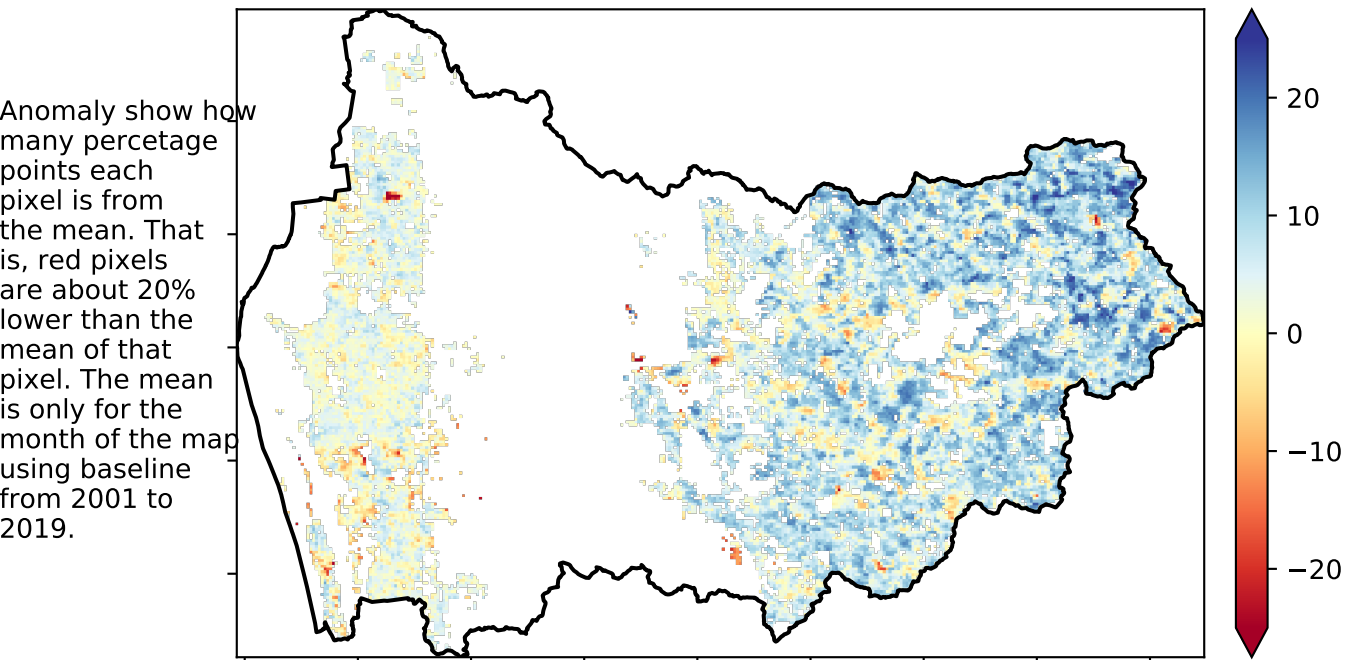 Anomaly show how
many percetage
points each
pixel is from
the mean. That
is, red pixels
are about 20%
lower than the
mean of that
pixel. The mean
is only for the
month of the map
using baseline
from 2001 to
2019.
20
10
0
−10
−20